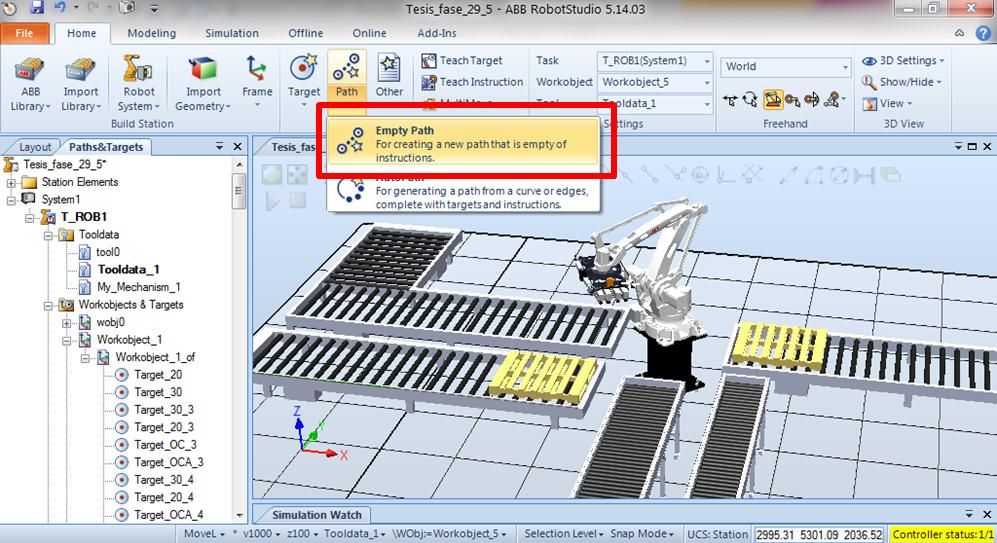 Tesis_fase_29_5 - ABB RobotStudio 5.14.03
File Home Modeling Simulation Offline Online Add-Ins
ABB Library
Import Library
Robot System
Import Geometry
Frame
Target
Path
Other
Teach Target
Teach Instruction
MultiMove
Task T_ROB1(System1)
Workobject Workobject_5
Tool Tooldata_1
World
3D Settings
Show/Hide
View
Build Station
Settings
Freehand
3D View
Empty Path
For creating a new path that is empty of
instructions.
AutoPath
For generating a path from a curve or edges,
complete with targets and instructions.
Layout Paths&Targets
Tesis_fas
Tesis_fase_29_5*
Station Elements
System1
T_ROB1
Tooldata
tool0
Tooldata_1
My_Mechanism_1
Workobjects & Targets
wobj0
Workobject_1
Workobject_1_of
Target_20
Target_30
Target_30_3
Target_20_3
Target_OC_3
Target_OCA_3
Target_30_4
Target_20_4
Target_OCA_4
Z
Y
X
Simulation Watch
MoveL * v1000 z100 Tooldata_1 \WObj:=Workobject_5 Selection Level Snap Mode UCS: Station 2995.31 5301.09 2036.52 Controller status:1/1